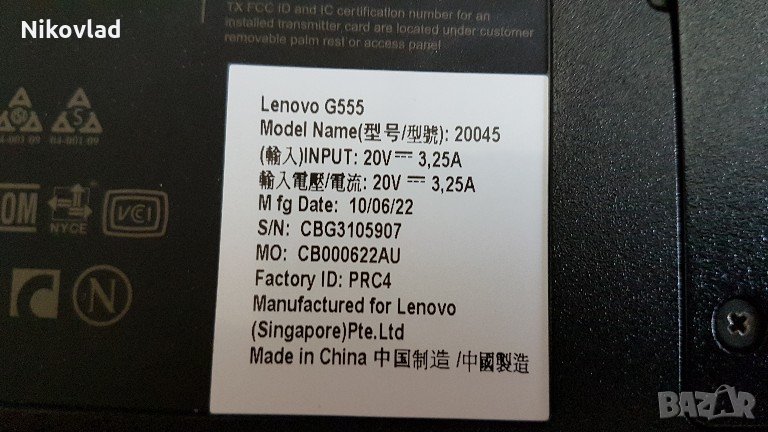 Nikovlad
TX FCC ID and IC certification number for an
installed transmitter card are located under customer
removable palm rest or access panel
Lenovo G555
Model Name(型号/型號): 20045
(輸入)INPUT: 20V⎓ 3,25A
輸入電壓/電流: 20V⎓ 3,25A
M fg Date: 10/06/22
S/N: CBG3105907
MO: CB000622AU
Factory ID: PRC4
Manufactured for Lenovo
(Singapore)Pte.Ltd
Made in China 中国制造 /中國製造
NYCE
VCI
N
BAZAR